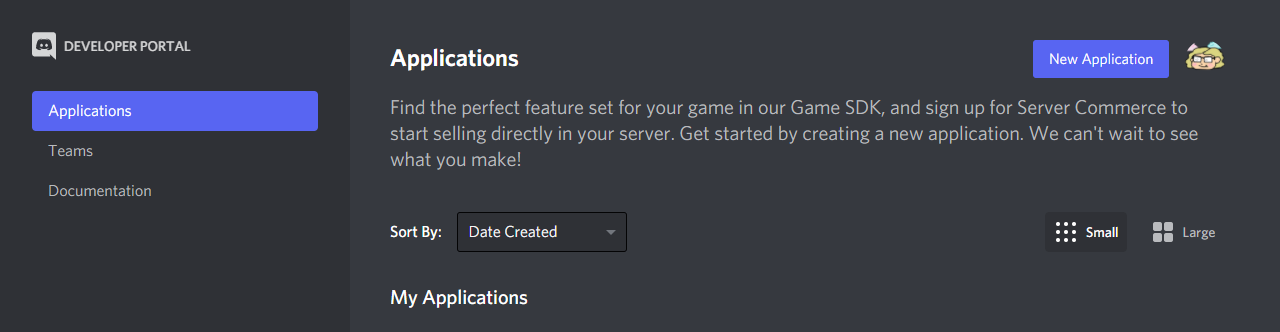 DEVELOPER PORTAL
Applications
Teams
Documentation
Applications
New Application
Find the perfect feature set for your game in our Game SDK, and sign up for Server Commerce to
start selling directly in your server. Get started by creating a new application. We can't wait to see
what you make!
Sort By:
Date Created
Small
Large
My Applications